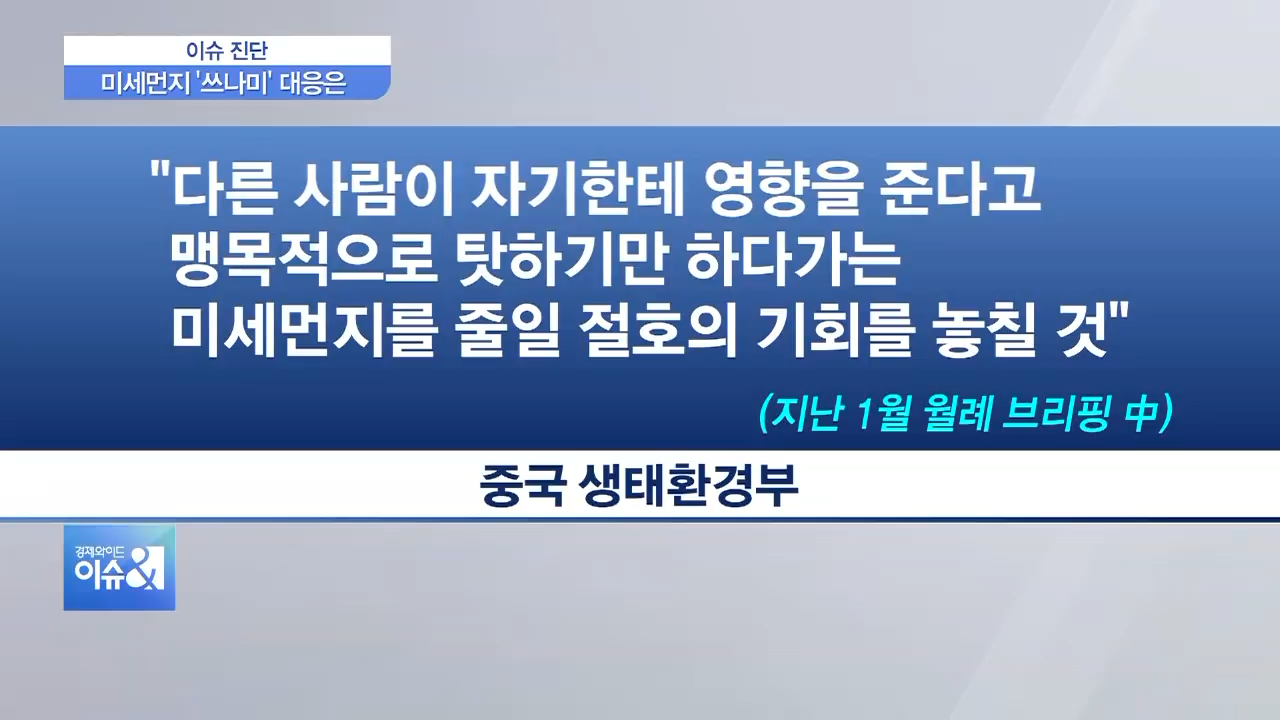 이슈 진단
미세먼지 '쓰나미' 대응은
"다른 사람이 자기한테 영향을 준다고
맹목적으로 탓하기만 하다가는
미세먼지를 줄일 절호의 기회를 놓칠 것"
(지난 1월 월례 브리핑 中)
중국 생태환경부
경제와이드
이슈&